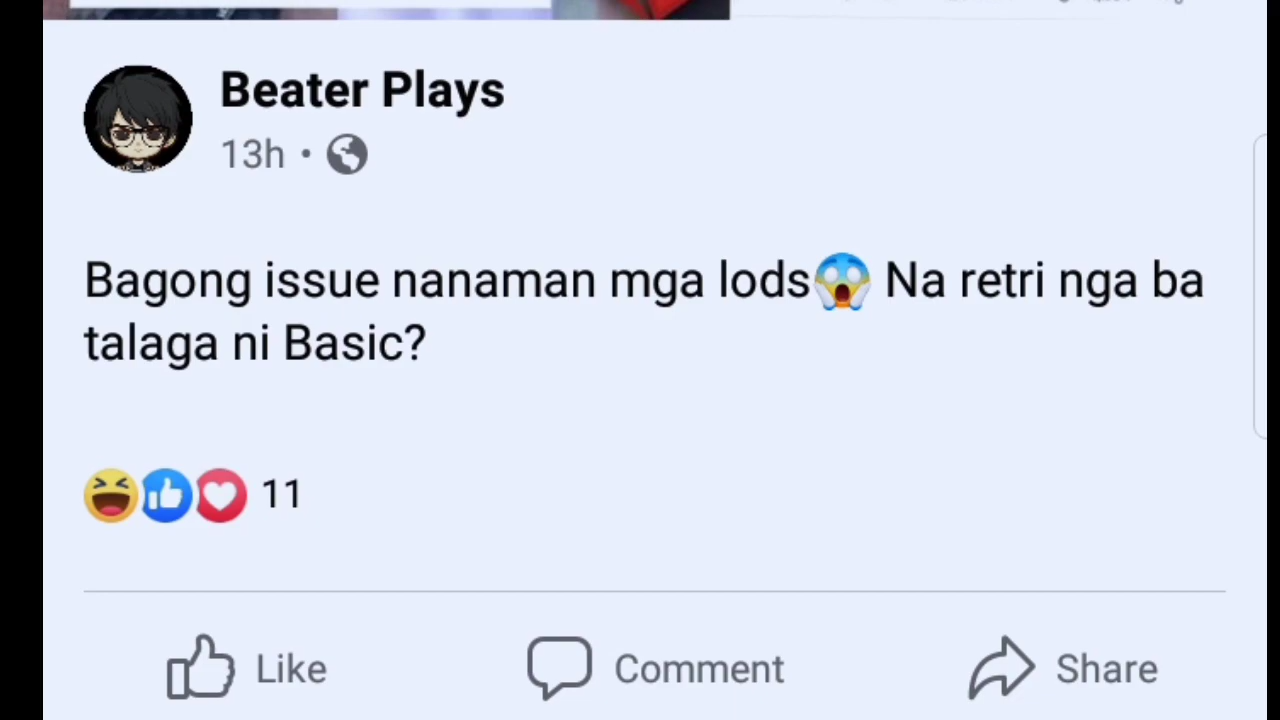 Beater Plays
13h •
Bagong issue nanaman mga lods😱 Na retri nga ba
talaga ni Basic?
11
Like
Comment
Share